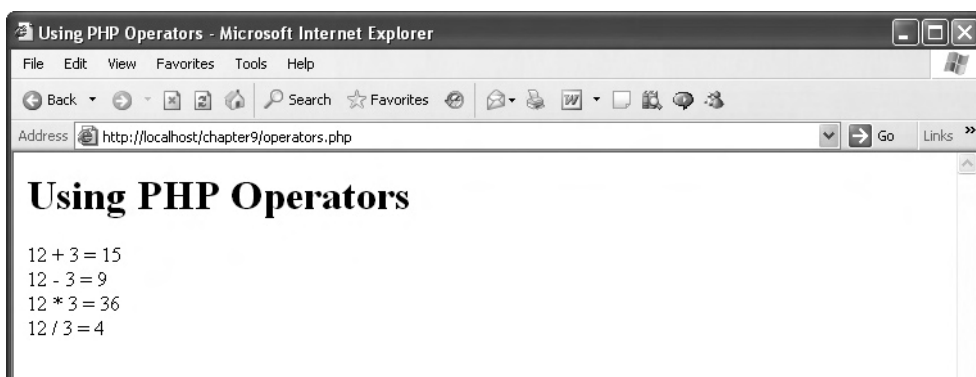 Using PHP Operators - Microsoft Internet Explorer
File Edit View Favorites Tools Help
Back Search Favorites
Address http://localhost/chapter9/operators.php Go Links »
Using PHP Operators
12 + 3 = 15
12 - 3 = 9
12 * 3 = 36
12 / 3 = 4